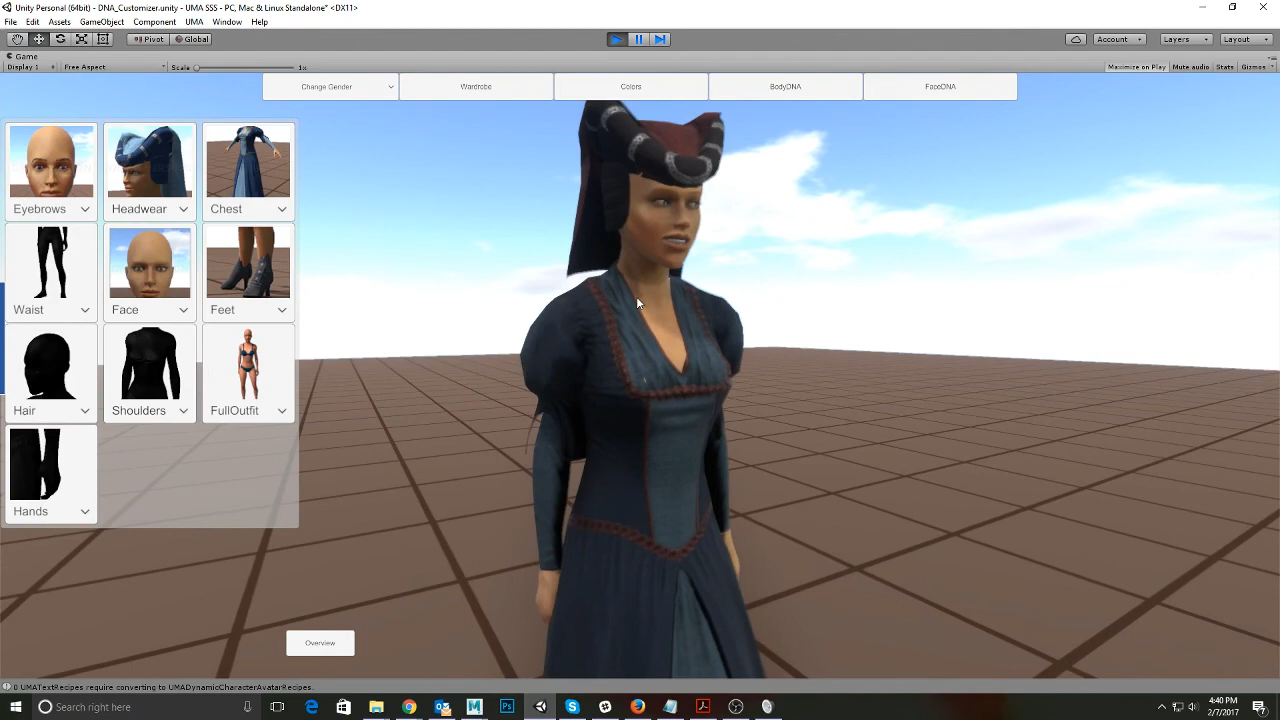 Unity Personal (64bit) - DNA_Customizer.unity - UMA SSS - PC, Mac & Linux Standalone* <DX11>
File Edit Assets GameObject Component UMA Window Help
Pivot Global Account Layers Layout
Game
Display 1 Free Aspect Scale 1x Maximize on Play Mute audio Stats Gizmos
Change Gender Wardrobe Colors BodyDNA FaceDNA
Eyebrows Headwear Chest
Waist Face Feet
Hair Shoulders FullOutfit
Hands
Overview
0 UMATextRecipes require converting to UMADynamicCharacterAvatarRecipes.
Search right here
4:40 PM
2/7/2017